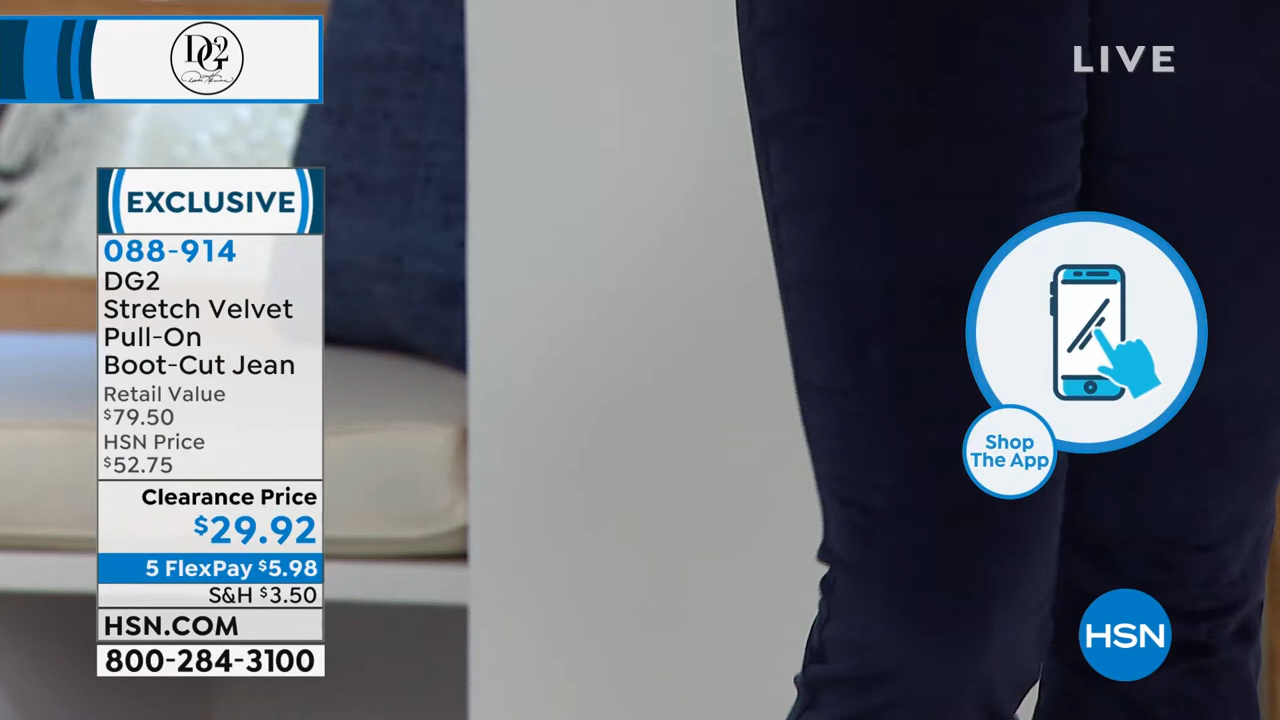 DG2
LIVE
EXCLUSIVE
088-914
DG2
Stretch Velvet
Pull-On
Boot-Cut Jean
Retail Value
$79.50
HSN Price
$52.75
Clearance Price
$29.92
5 FlexPay $5.98
S&H $3.50
HSN.COM
800-284-3100
Shop
The App
HSN